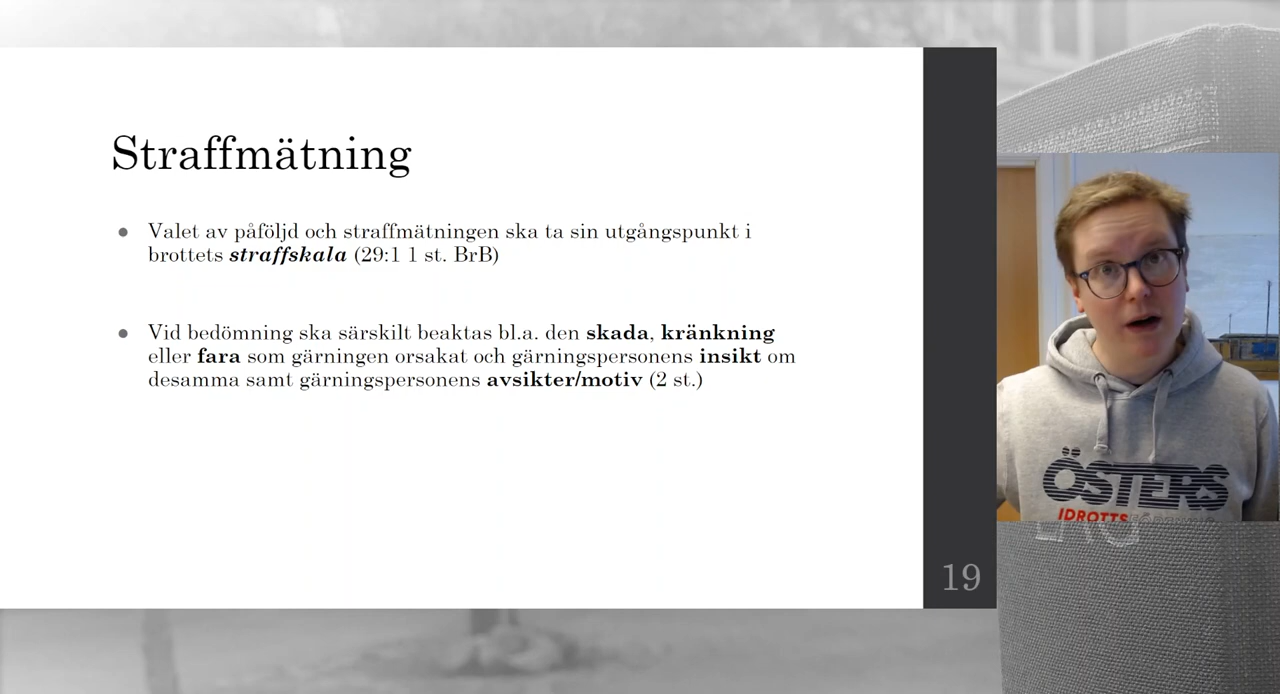 Straffmätning
Valet av påföljd och straffmätningen ska ta sin utgångspunkt i
brottets straffskala (29:1 1 st. BrB)
Vid bedömning ska särskilt beaktas bl.a. den skada, kränkning
eller fara som gärningen orsakat och gärningspersonens insikt om
desamma samt gärningspersonens avsikter/motiv (2 st.)
19
ÖSTERS
IDROTTS